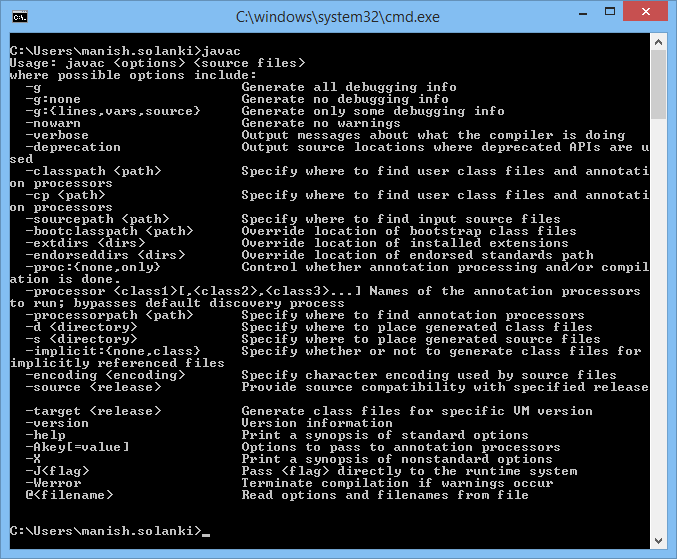 C:\windows\system32\cmd.exe
C:\Users\manish.solanki>javac
Usage: javac <options> <source files>
where possible options include:
  -g                         Generate all debugging info
  -g:none                    Generate no debugging info
  -g:{lines,vars,source}     Generate only some debugging info
  -nowarn                    Generate no warnings
  -verbose                   Output messages about what the compiler is doing
  -deprecation               Output source locations where deprecated APIs are u
sed
  -classpath <path>          Specify where to find user class files and annotati
on processors
  -cp <path>                 Specify where to find user class files and annotati
on processors
  -sourcepath <path>         Specify where to find input source files
  -bootclasspath <path>      Override location of bootstrap class files
  -extdirs <dirs>            Override location of installed extensions
  -endorseddirs <dirs>       Override location of endorsed standards path
  -proc:{none,only}          Control whether annotation processing and/or compil
ation is done.
  -processor <class1>[,<class2>,<class3>...] Names of the annotation processors
to run; bypasses default discovery process
  -processorpath <path>      Specify where to find annotation processors
  -d <directory>             Specify where to place generated class files
  -s <directory>             Specify where to place generated source files
  -implicit:{none,class}     Specify whether or not to generate class files for
implicitly referenced files
  -encoding <encoding>       Specify character encoding used by source files
  -source <release>          Provide source compatibility with specified release
  -target <release>          Generate class files for specific VM version
  -version                   Version information
  -help                      Print a synopsis of standard options
  -Akey[=value]              Options to pass to annotation processors
  -X                         Print a synopsis of nonstandard options
  -J<flag>                   Pass <flag> directly to the runtime system
  -Werror                    Terminate compilation if warnings occur
  @<filename>                Read options and filenames from file
C:\Users\manish.solanki>_